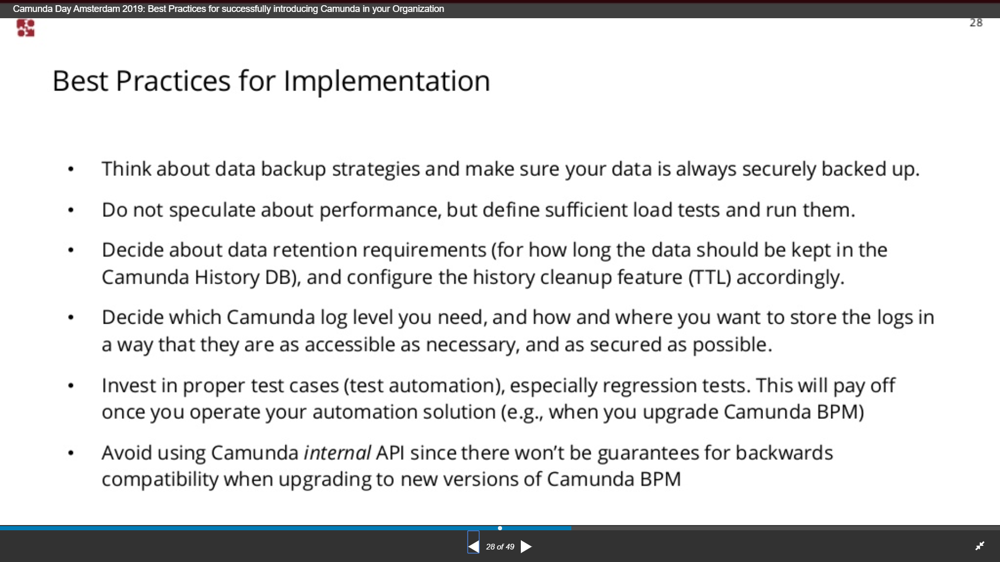 Camunda Day Amsterdam 2019: Best Practices for successfully introducing Camunda in your Organization
28
Best Practices for Implementation
• Think about data backup strategies and make sure your data is always securely backed up.
• Do not speculate about performance, but define sufficient load tests and run them.
• Decide about data retention requirements (for how long the data should be kept in the
Camunda History DB), and configure the history cleanup feature (TTL) accordingly.
• Decide which Camunda log level you need, and how and where you want to store the logs in
a way that they are as accessible as necessary, and as secured as possible.
• Invest in proper test cases (test automation), especially regression tests. This will pay off
once you operate your automation solution (e.g., when you upgrade Camunda BPM)
• Avoid using Camunda internal API since there won’t be guarantees for backwards
compatibility when upgrading to new versions of Camunda BPM
28 of 49